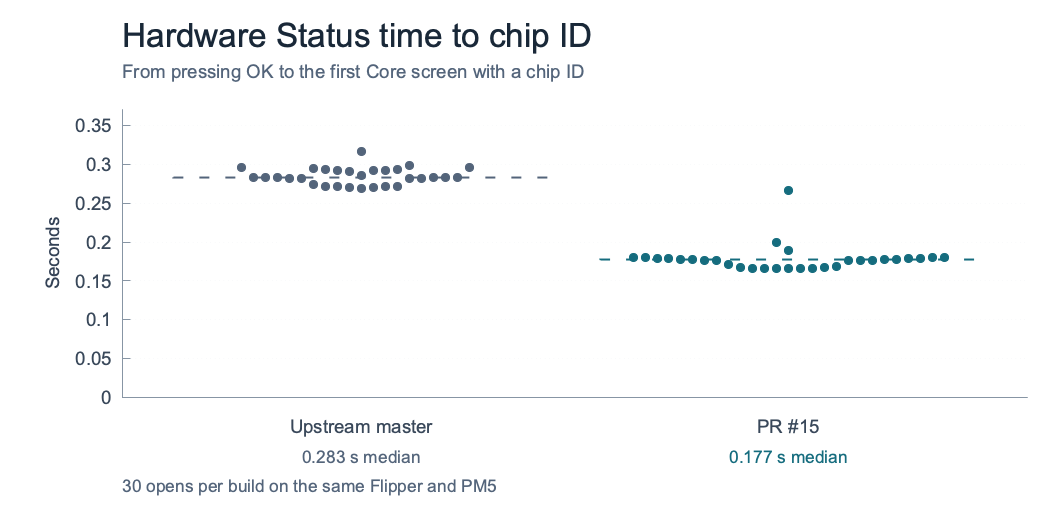 Hardware Status time to chip ID
From pressing OK to the first Core screen with a chip ID
Seconds
0.35
0.3
0.25
0.2
0.15
0.1
0.05
0
Upstream master
PR #15
0.283 s median
0.177 s median
30 opens per build on the same Flipper and PM5